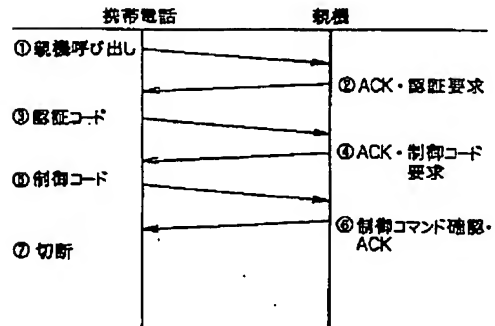 携帯電話
親機
①親機呼び出し
②ACK・認証要求
③認証コード
④ACK・制御コード
要求
⑤制御コード
⑥制御コマンド確認・
ACK
⑦切断